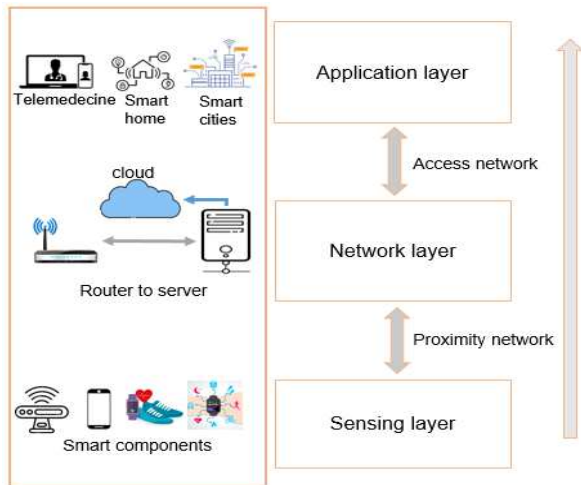 Telemedecine
Smart
home
Smart
cities
Application layer
Access network
cloud
Network layer
Router to server
Proximity network
Smart components
Sensing layer